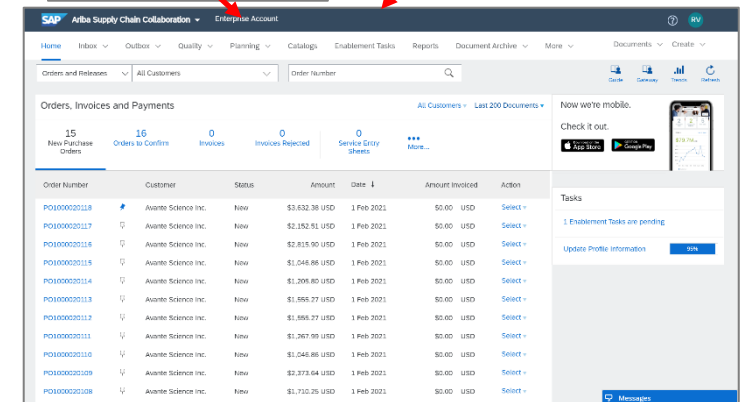 SAP Ariba Supply Chain Collaboration Enterprise Account ? RV
Home Inbox Outbox Quality Planning Catalogs Enablement Tasks Reports Document Archive More Documents Create
Orders and Releases All Customers Order Number Guide Gateway Trends Refresh
Orders, Invoices and Payments All Customers Last 200 Documents
15 New Purchase Orders
16 Orders to Confirm
0 Invoices
0 Invoices Rejected
0 Service Entry Sheets
More...
Now we're mobile.
Check it out.
App Store Google Play
Order Number Customer Status Amount Date ↓ Amount Invoiced Action
PO1000020118 Avante Science Inc. New $3,632.38 USD 1 Feb 2021 $0.00 USD Select
PO1000020117 Avante Science Inc. New $2,152.51 USD 1 Feb 2021 $0.00 USD Select
PO1000020116 Avante Science Inc. New $2,815.90 USD 1 Feb 2021 $0.00 USD Select
PO1000020115 Avante Science Inc. New $1,046.86 USD 1 Feb 2021 $0.00 USD Select
PO1000020114 Avante Science Inc. New $1,209.80 USD 1 Feb 2021 $0.00 USD Select
PO1000020113 Avante Science Inc. New $1,555.27 USD 1 Feb 2021 $0.00 USD Select
PO1000020112 Avante Science Inc. New $1,555.27 USD 1 Feb 2021 $0.00 USD Select
PO1000020111 Avante Science Inc. New $1,267.99 USD 1 Feb 2021 $0.00 USD Select
PO1000020110 Avante Science Inc. New $1,046.86 USD 1 Feb 2021 $0.00 USD Select
PO1000020109 Avante Science Inc. New $2,373.64 USD 1 Feb 2021 $0.00 USD Select
PO1000020108 Avante Science Inc. New $1,710.25 USD 1 Feb 2021 $0.00 USD Select
Tasks
1 Enablement Tasks are pending
Update Profile Information 95%
Messages